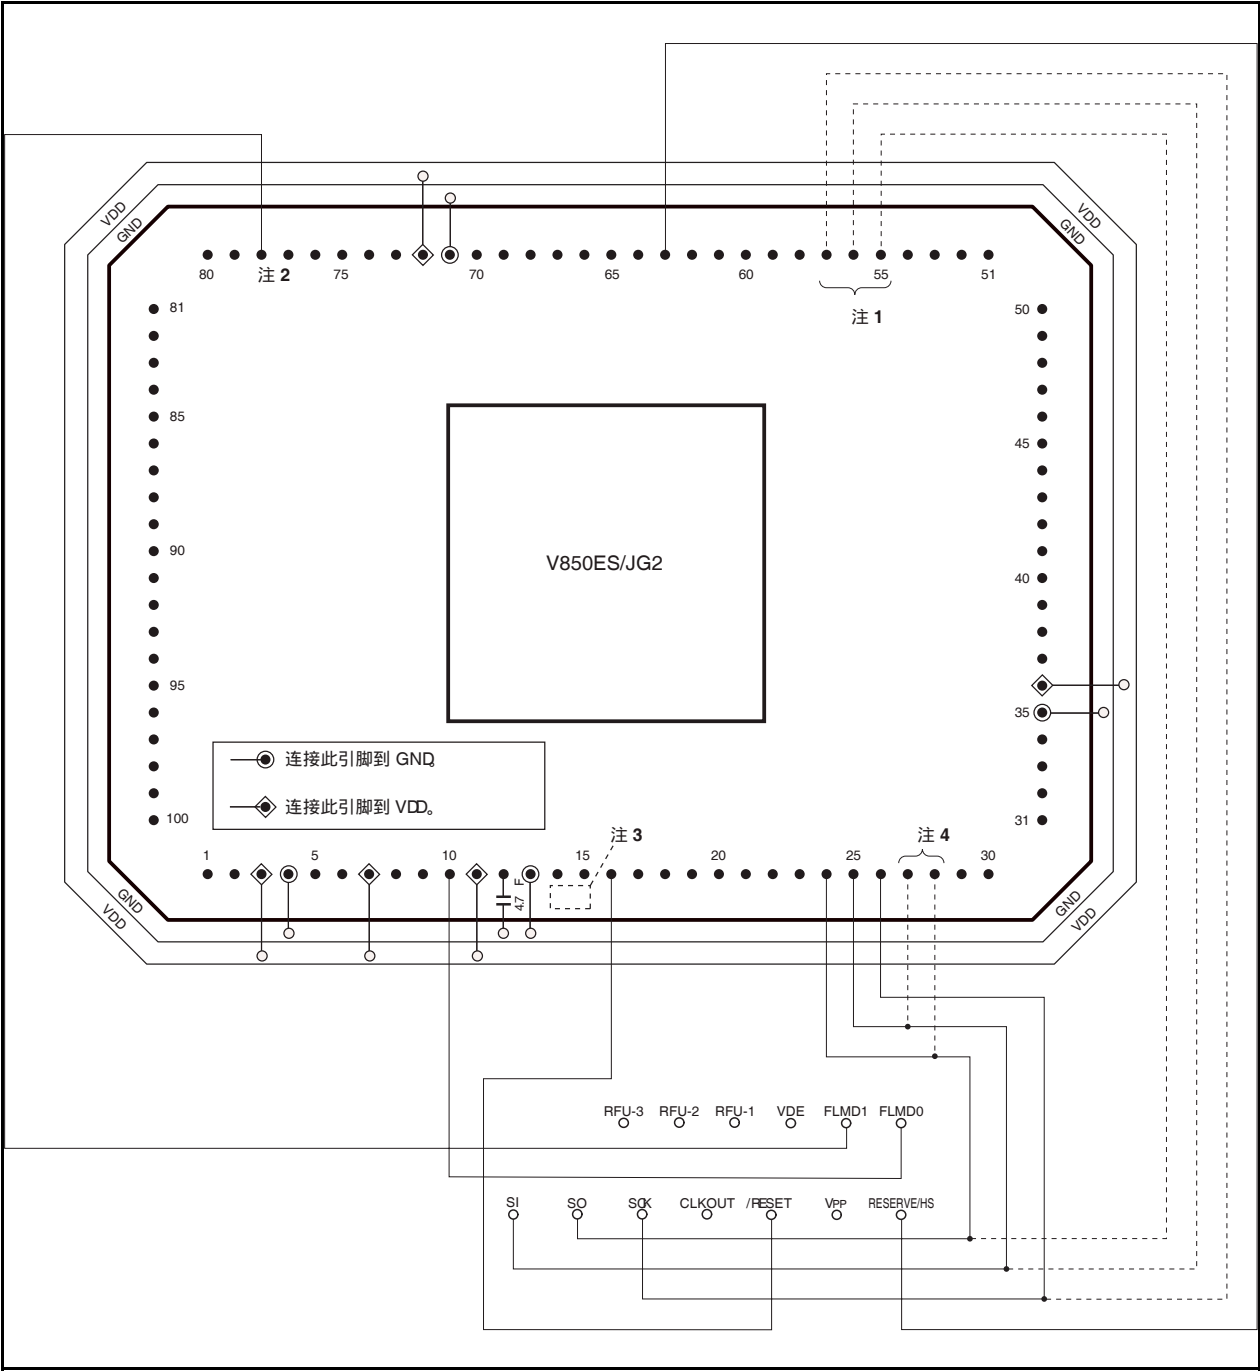 VDD
GND
VDD
GND
80
注 2
75
70
65
60
55
51
注 1
81
85
90
95
100
50
45
40
35
31
V850ES/JG2
连接此引脚到 GND。
连接此引脚到 VDD。
注 3
注 4
1
5
10
15
20
25
30
4.7 F
GND
VDD
GND
VDD
RFU-3 RFU-2 RFU-1 VDE FLMD1 FLMD0
SI SO SCK CLKOUT /RESET VPP RESERVE/HS